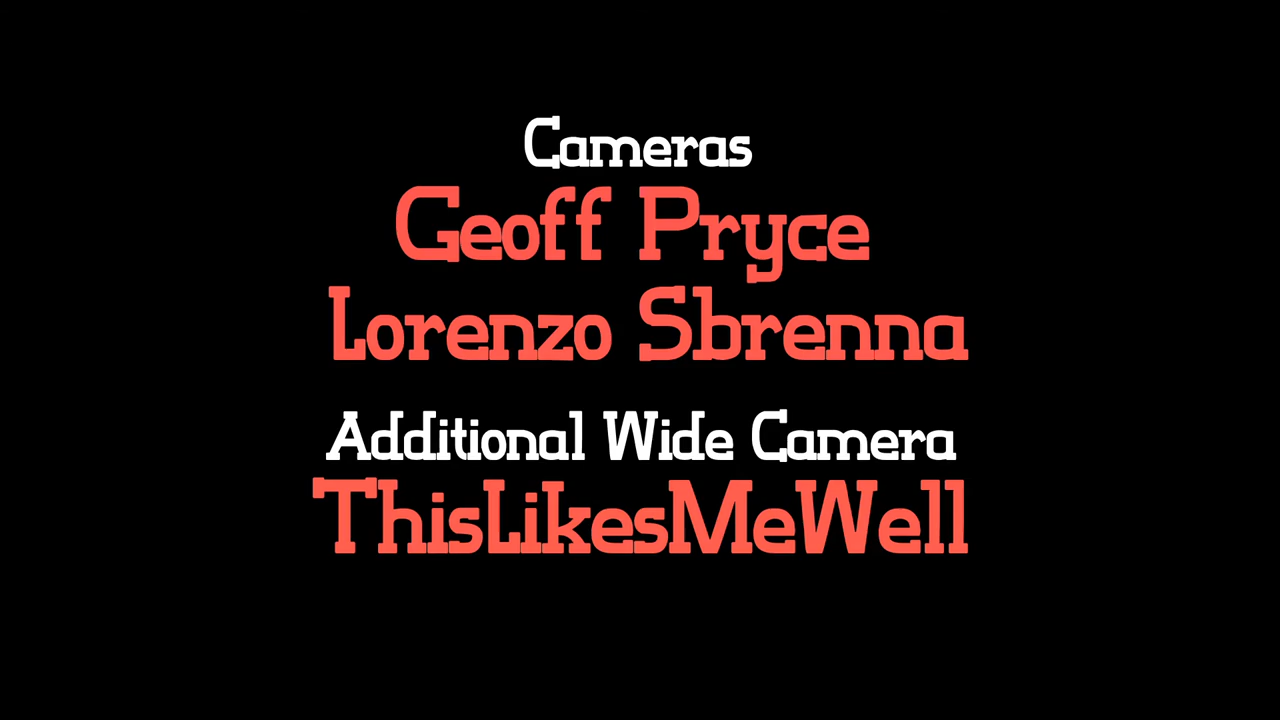 Cameras
Geoff Pryce
Lorenzo Sbrenna
Additional Wide Camera
ThisLikesMeWell